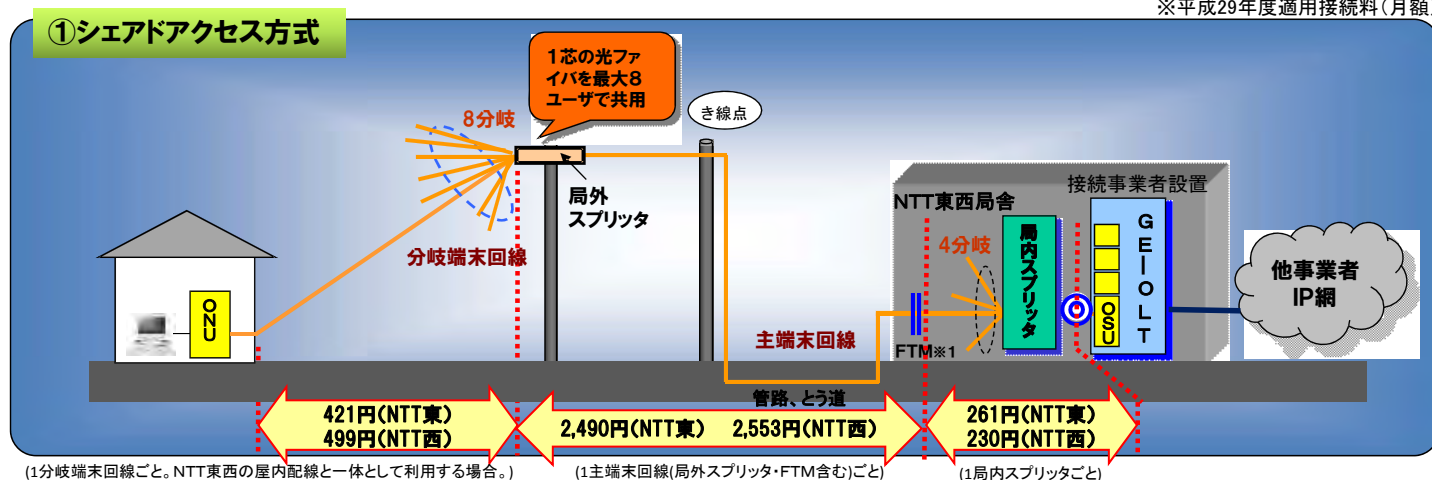 ※平成29年度適用接続料(月額)
①シェアドアクセス方式
1芯の光ファ
イバを最大8
ユーザで共用
8分岐
き線点
局外
スプリッタ
分岐端末回線
ONU
主端末回線
管路、とう道
NTT東西局舎
接続事業者設置
4分岐
局内スプリッタ
FTM※1
GE|OLT
OSU
他事業者
IP網
421円(NTT東)
499円(NTT西)
2,490円(NTT東) 2,553円(NTT西)
261円(NTT東)
230円(NTT西)
(1分岐端末回線ごと。NTT東西の屋内配線と一体として利用する場合。)
(1主端末回線(局外スプリッタ・FTM含む)ごと)
(1局内スプリッタごと)